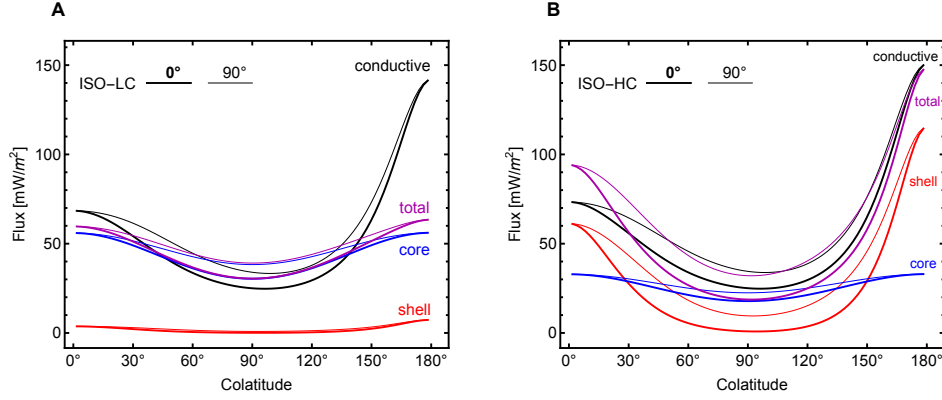 A
Flux [mW/m²]
150
100
50
0
ISO−LC
0°
90°
conductive
total
core
shell
0°
30°
60°
90°
120°
150°
180°
Colatitude
B
Flux [mW/m²]
150
100
50
0
ISO−HC
0°
90°
conductive
total
shell
core
0°
30°
60°
90°
120°
150°
180°
Colatitude